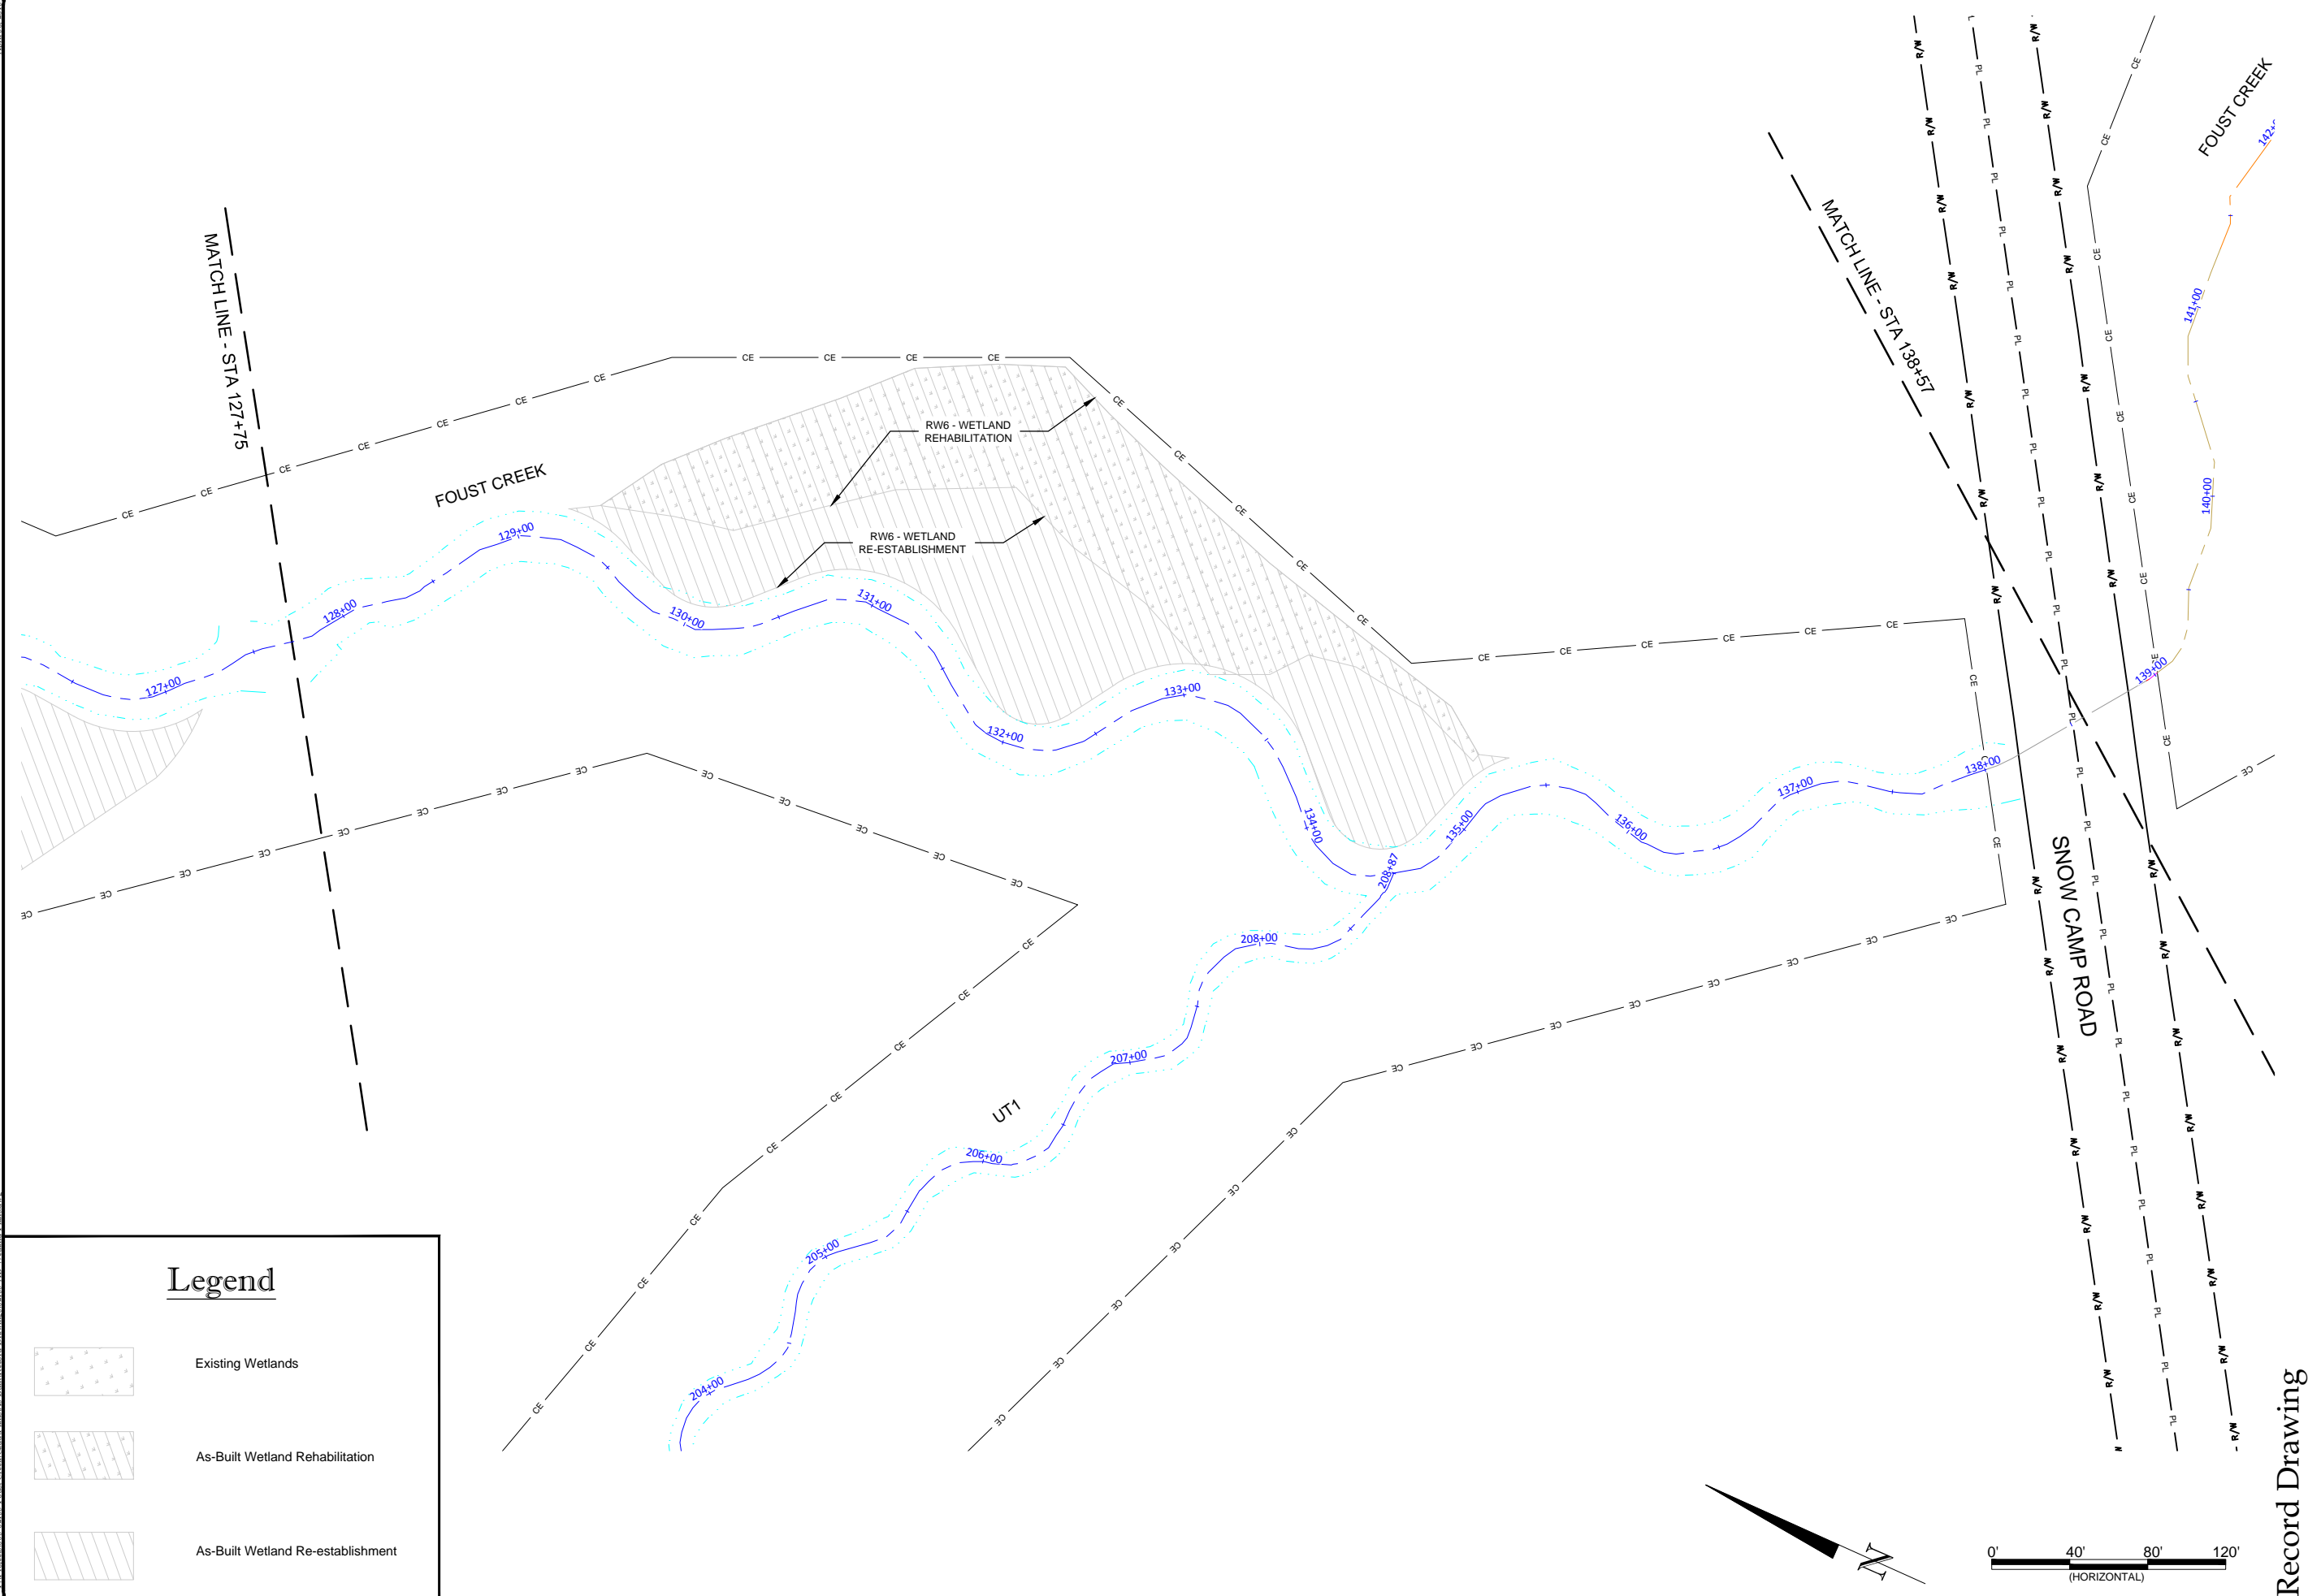 MATCH LINE - STA 127+75
FOUST CREEK
RW6 - WETLAND
REHABILITATION
RW6 - WETLAND
RE-ESTABLISHMENT
MATCH LINE - STA 138+57
FOUST CREEK
SNOW CAMP ROAD
UT1
127+00
128+00
129+00
130+00
131+00
132+00
133+00
134+00
135+00
136+00
137+00
138+00
139+00
140+00
141+00
208+87
208+00
207+00
206+00
205+00
204+00
CE
R/W
PL
Legend
Existing Wetlands
As-Built Wetland Rehabilitation
As-Built Wetland Re-establishment
N
0' 40' 80' 120'
(HORIZONTAL)
Record Drawing